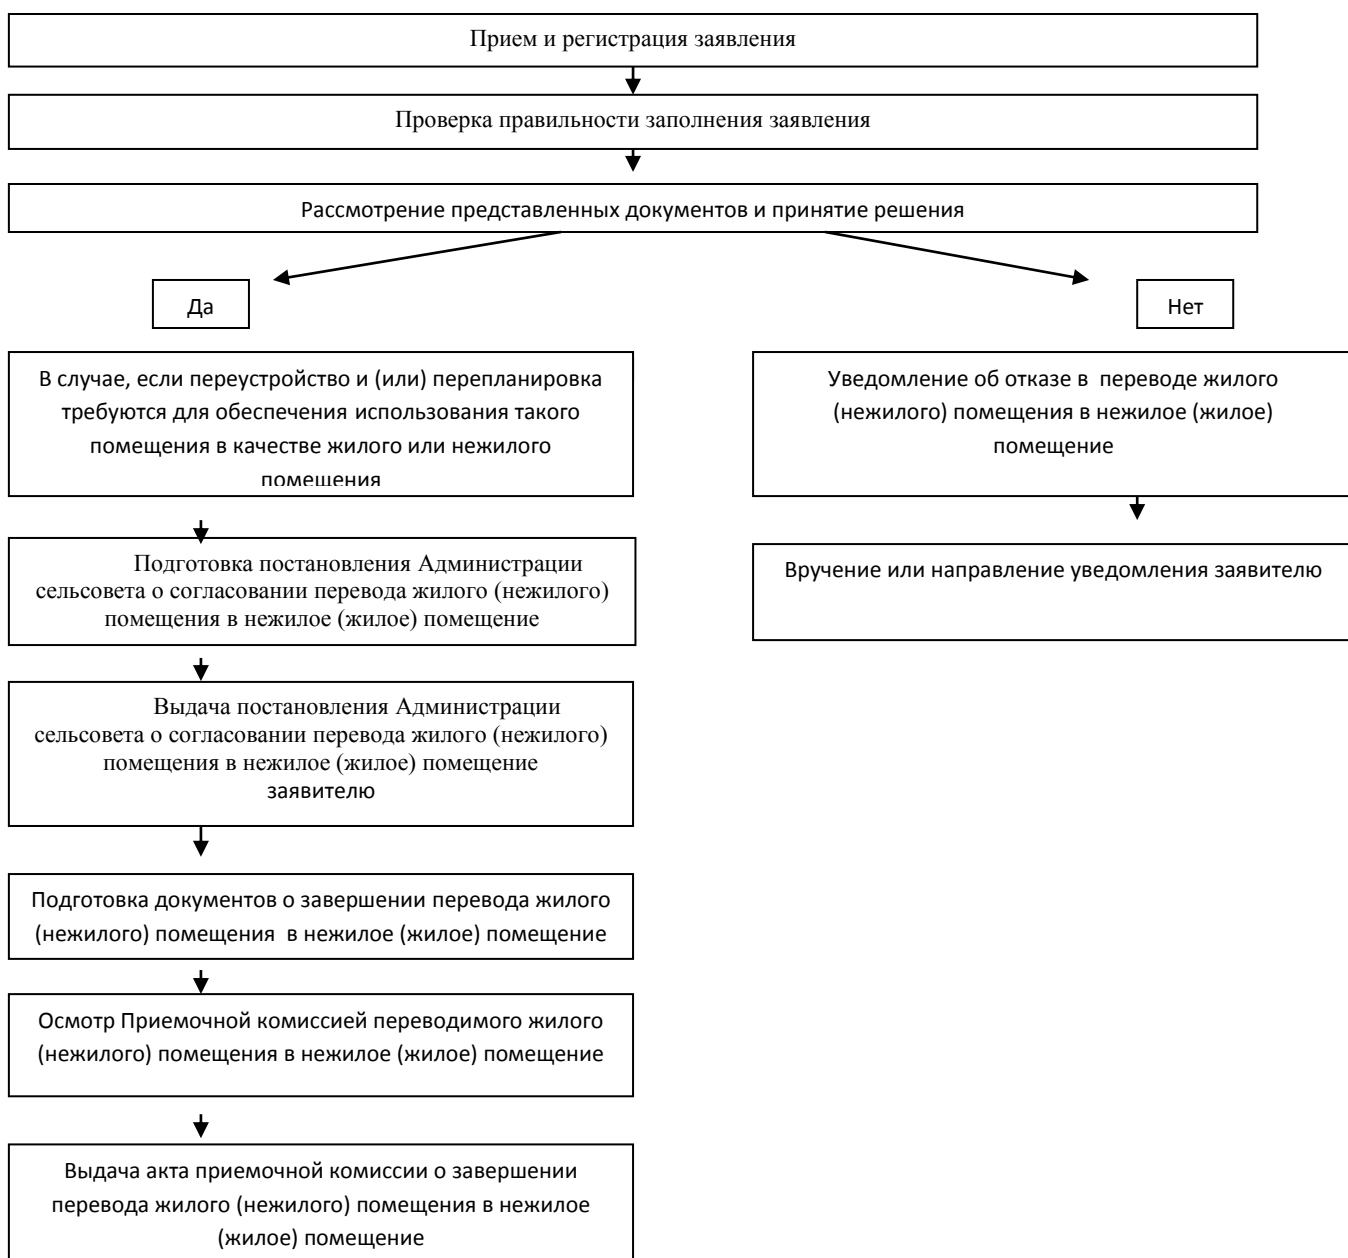 Прием и регистрация заявления
Проверка правильности заполнения заявления
Рассмотрение представленных документов и принятие решения
Да
Нет
В случае, если переустройство и (или) перепланировка
требуются для обеспечения использования такого
помещения в качестве жилого или нежилого
помещения
Уведомление об отказе в переводе жилого
(нежилого) помещения в нежилое (жилое)
помещение
Подготовка постановления Администрации
сельсовета о согласовании перевода жилого (нежилого)
помещения в нежилое (жилое) помещение
Вручение или направление уведомления заявителю
Выдача постановления Администрации
сельсовета о согласовании перевода жилого (нежилого)
помещения в нежилое (жилое) помещение
заявителю
Подготовка документов о завершении перевода жилого
(нежилого) помещения в нежилое (жилое) помещение
Осмотр Приемочной комиссией переводимого жилого
(нежилого) помещения в нежилое (жилое) помещение
Выдача акта приемочной комиссии о завершении
перевода жилого (нежилого) помещения в нежилое
(жилое) помещение